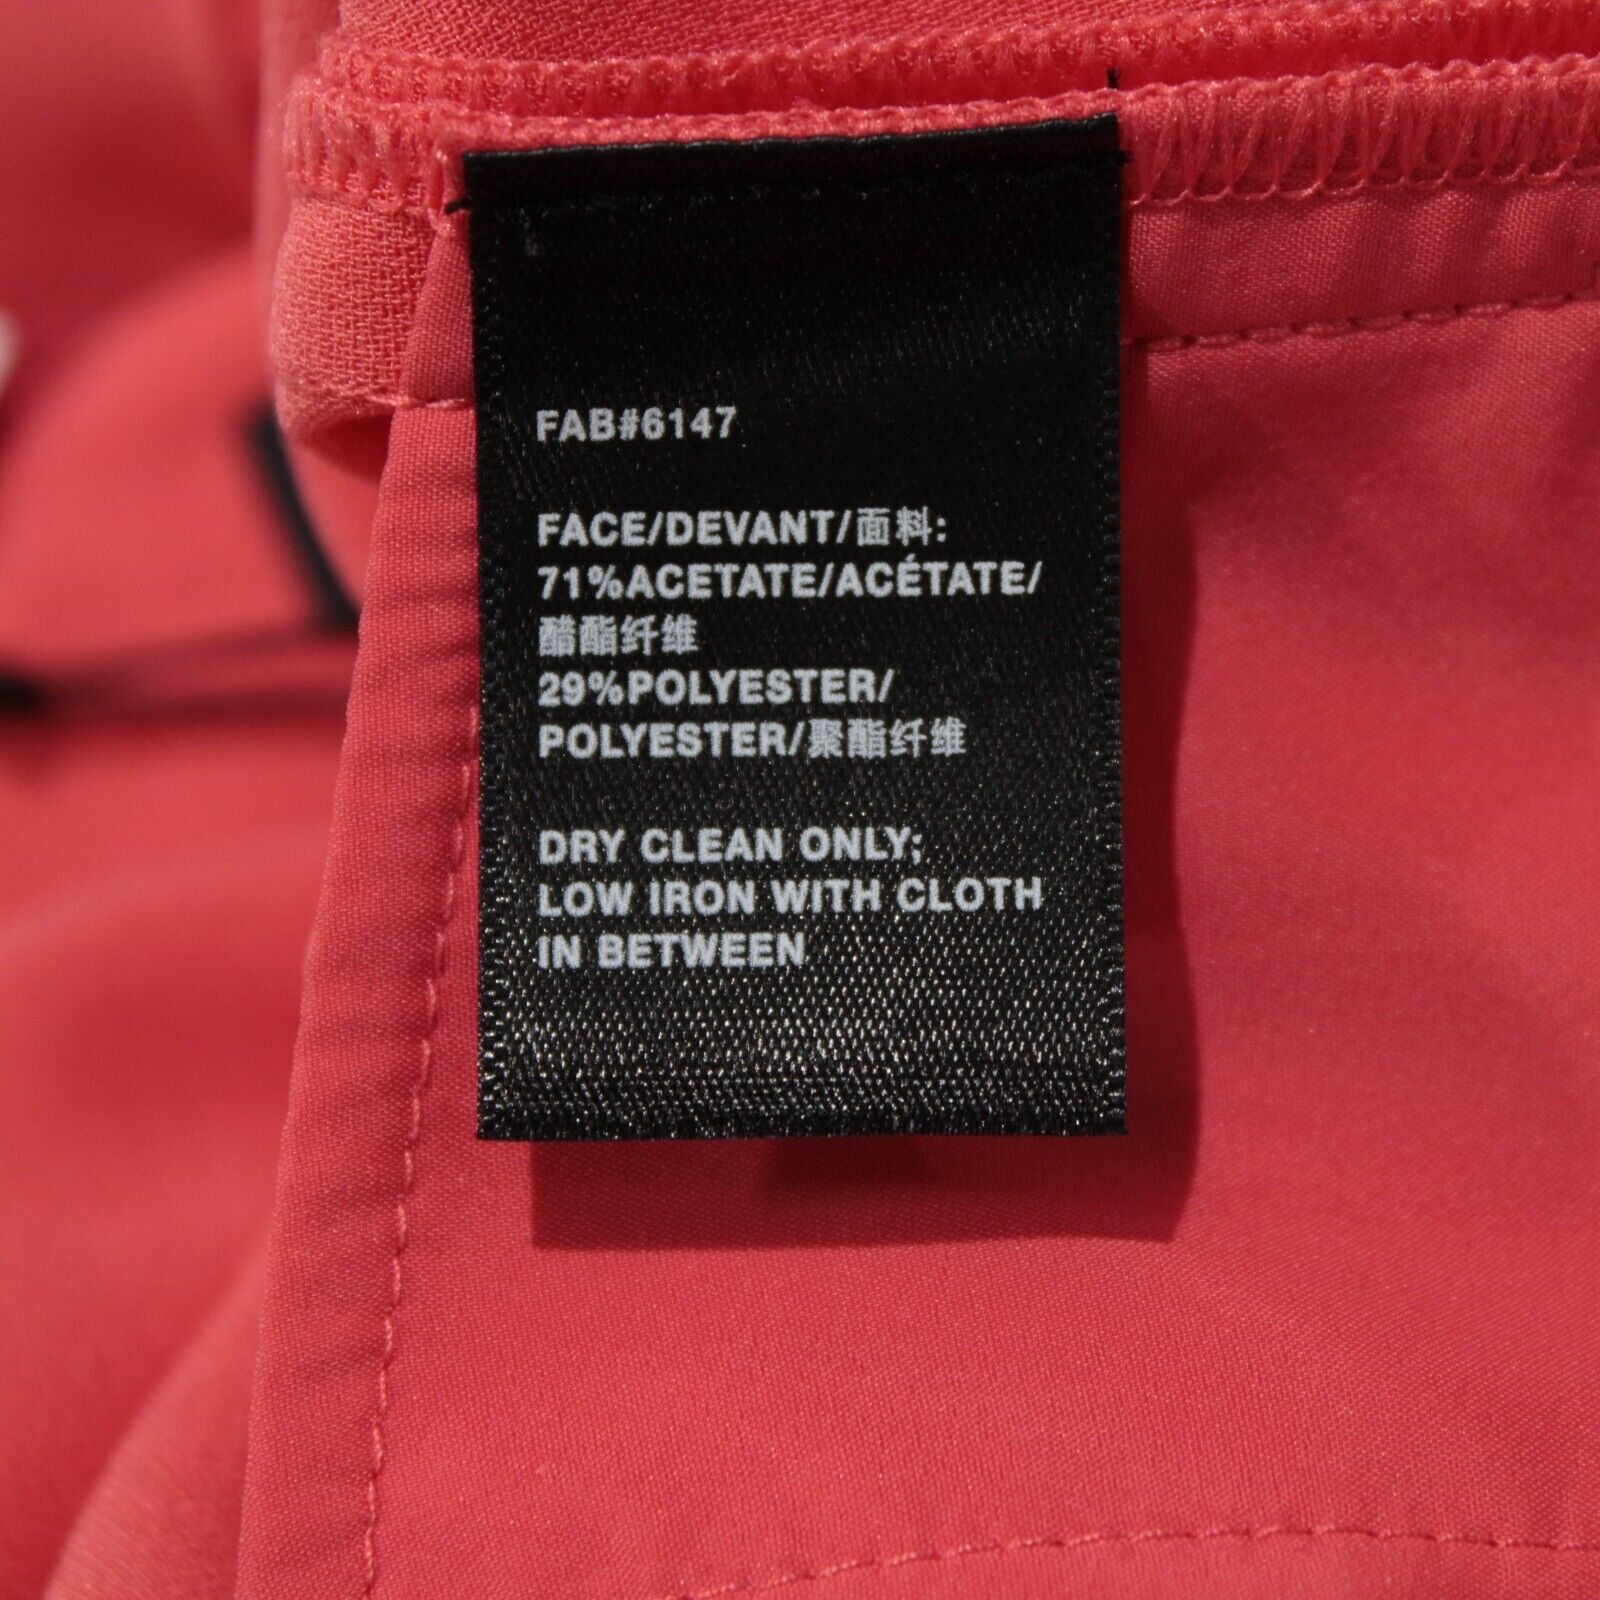 FAB#6147
FACE/DEVANT/面料:
71%ACETATE/ACÉTATE/
醋酯纤维
29%POLYESTER/
POLYESTER/聚酯纤维
DRY CLEAN ONLY;
LOW IRON WITH CLOTH
IN BETWEEN